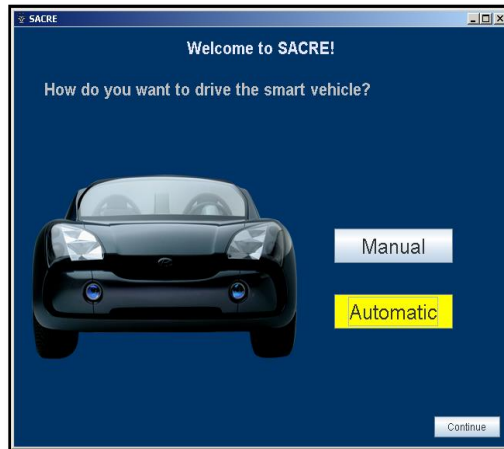 SACRE
Welcome to SACRE!
How do you want to drive the smart vehicle?
Manual
Automatic
Continue